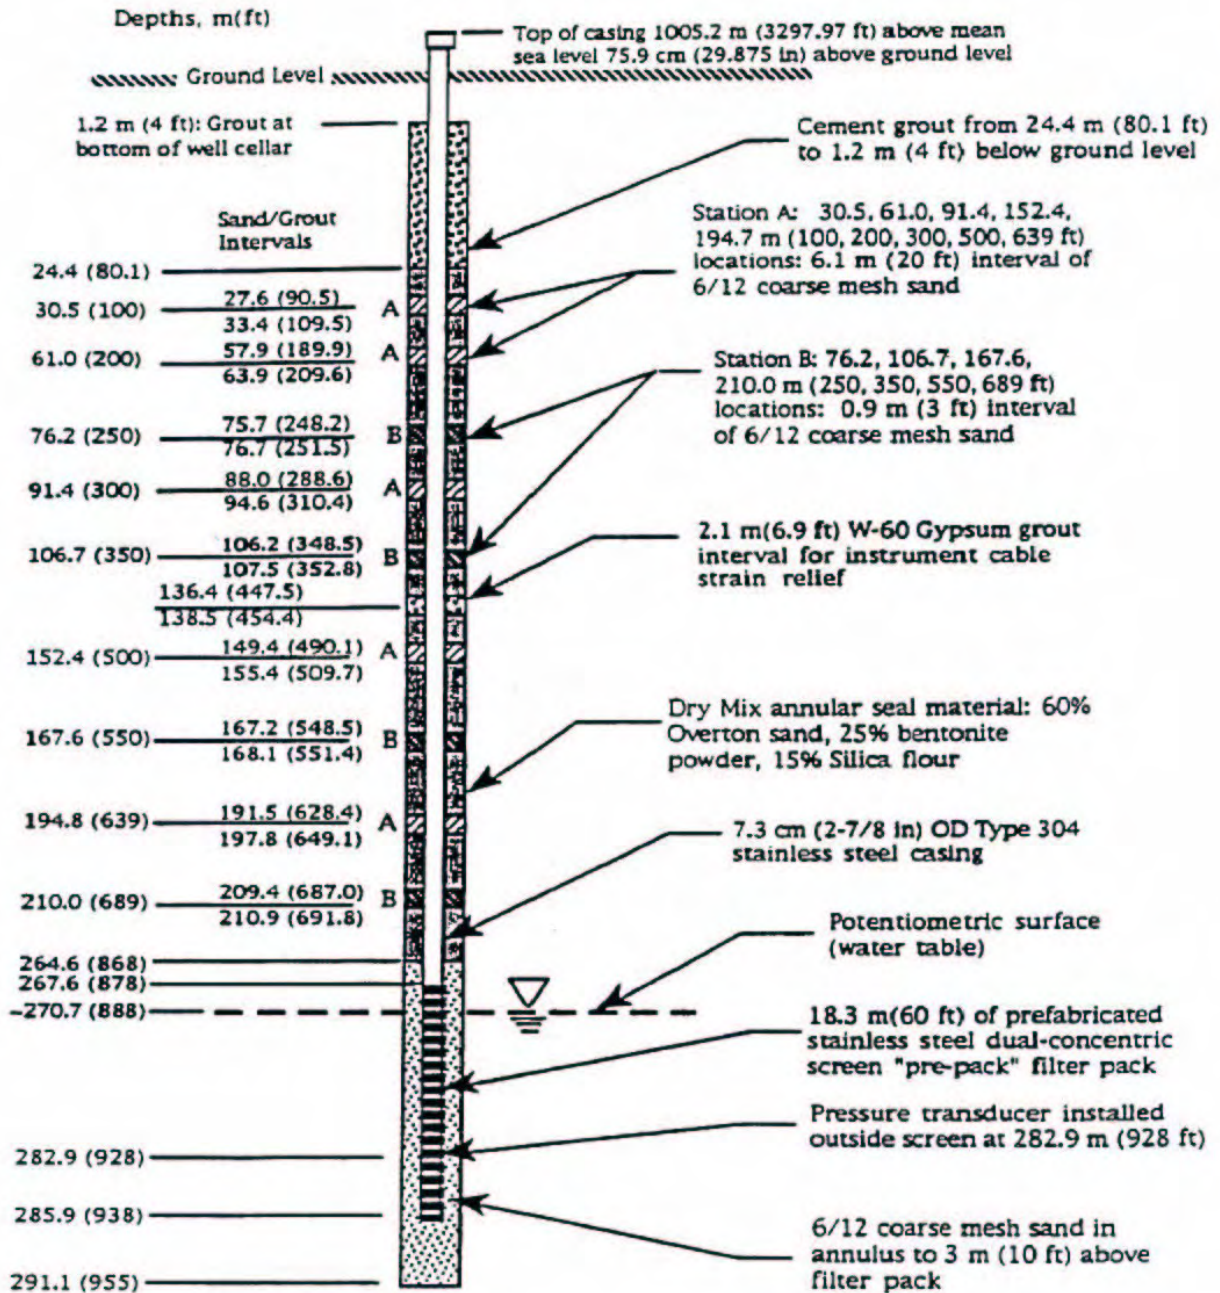 Depths, m(ft)
Top of casing 1005.2 m (3297.97 ft) above mean
sea level 75.9 cm (29.875 in) above ground level
Ground Level
1.2 m (4 ft): Grout at
bottom of well cellar
Cement grout from 24.4 m (80.1 ft)
to 1.2 m (4 ft) below ground level
Sand/Grout
Intervals
Station A: 30.5, 61.0, 91.4, 152.4,
194.7 m (100, 200, 300, 500, 639 ft)
locations: 6.1 m (20 ft) interval of
6/12 coarse mesh sand
24.4 (80.1)
27.6 (90.5)
30.5 (100) A
33.4 (109.5)
57.9 (189.9)
61.0 (200) A
63.9 (209.6)
Station B: 76.2, 106.7, 167.6,
210.0 m (250, 350, 550, 689 ft)
locations: 0.9 m (3 ft) interval
of 6/12 coarse mesh sand
75.7 (248.2)
76.2 (250) B
76.7 (251.5)
88.0 (288.6)
91.4 (300) A
94.6 (310.4)
2.1 m(6.9 ft) W-60 Gypsum grout
interval for instrument cable
strain relief
106.2 (348.5)
106.7 (350) B
107.5 (352.8)
136.4 (447.5)
138.5 (454.4)
149.4 (490.1)
152.4 (500) A
155.4 (509.7)
Dry Mix annular seal material: 60%
Overton sand, 25% bentonite
powder, 15% Silica flour
167.2 (548.5)
167.6 (550) B
168.1 (551.4)
191.5 (628.4)
194.8 (639) A
197.8 (649.1)
7.3 cm (2-7/8 in) OD Type 304
stainless steel casing
209.4 (687.0)
210.0 (689) B
210.9 (691.8)
Potentiometric surface
(water table)
264.6 (868)
267.6 (878)
~270.7 (888)
18.3 m(60 ft) of prefabricated
stainless steel dual-concentric
screen "pre-pack" filter pack
Pressure transducer installed
outside screen at 282.9 m (928 ft)
282.9 (928)
285.9 (938)
6/12 coarse mesh sand in
annulus to 3 m (10 ft) above
filter pack
291.1 (955)